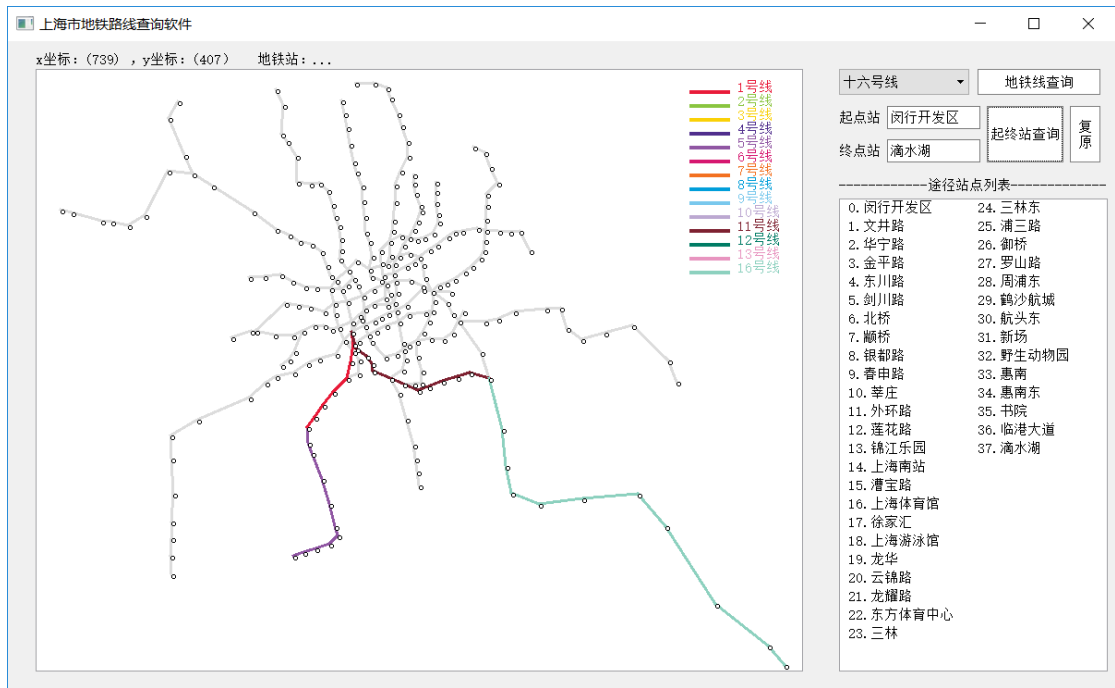 上海市地铁路线查询软件
x坐标：（739），y坐标：（407） 地铁站：...
1号线
2号线
3号线
4号线
5号线
6号线
7号线
8号线
9号线
10号线
11号线
12号线
13号线
16号线
十六号线 地铁线查询
起点站 闵行开发区
终点站 滴水湖
起终站查询
复原
------------途径站点列表-------------
0.闵行开发区
1.文井路
2.华宁路
3.金平路
4.东川路
5.剑川路
6.北桥
7.颛桥
8.银都路
9.春申路
10.莘庄
11.外环路
12.莲花路
13.锦江乐园
14.上海南站
15.漕宝路
16.上海体育馆
17.徐家汇
18.上海游泳馆
19.龙华
20.云锦路
21.龙耀路
22.东方体育中心
23.三林
24.三林东
25.浦三路
26.御桥
27.罗山路
28.周浦东
29.鹤沙航城
30.航头东
31.新场
32.野生动物园
33.惠南
34.惠南东
35.书院
36.临港大道
37.滴水湖